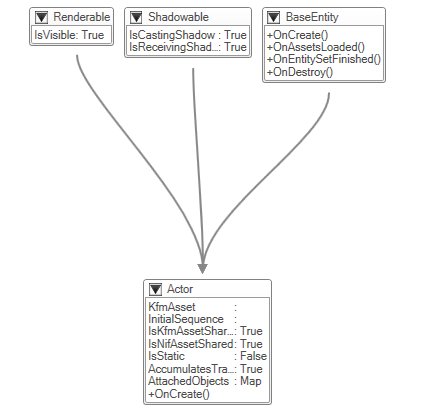 Renderable
IsVisible: True
Shadowable
IsCastingShadow : True
IsReceivingShad...: True
BaseEntity
+OnCreate()
+OnAssetsLoaded()
+OnEntitySetFinished()
+OnDestroy()
Actor
KfmAsset :
InitialSequence :
IsKfmAssetShar...: True
IsNifAssetShared: True
IsStatic : False
AccumulatesTra...: True
AttachedObjects : Map
+OnCreate()